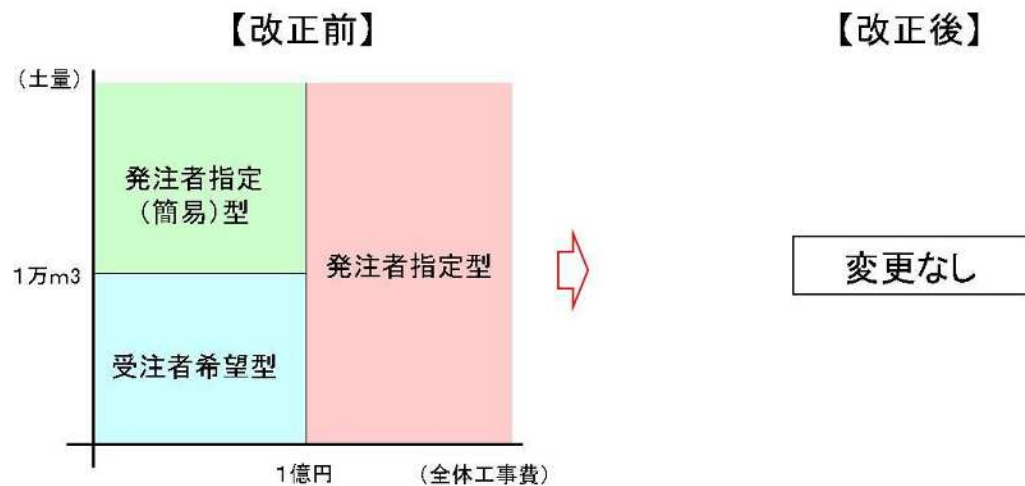 【改正前】
【改正後】
(土量)
発注者指定
(簡易)型
発注者指定型
1万m3
変更なし
受注者希望型
1億円
(全体工事費)